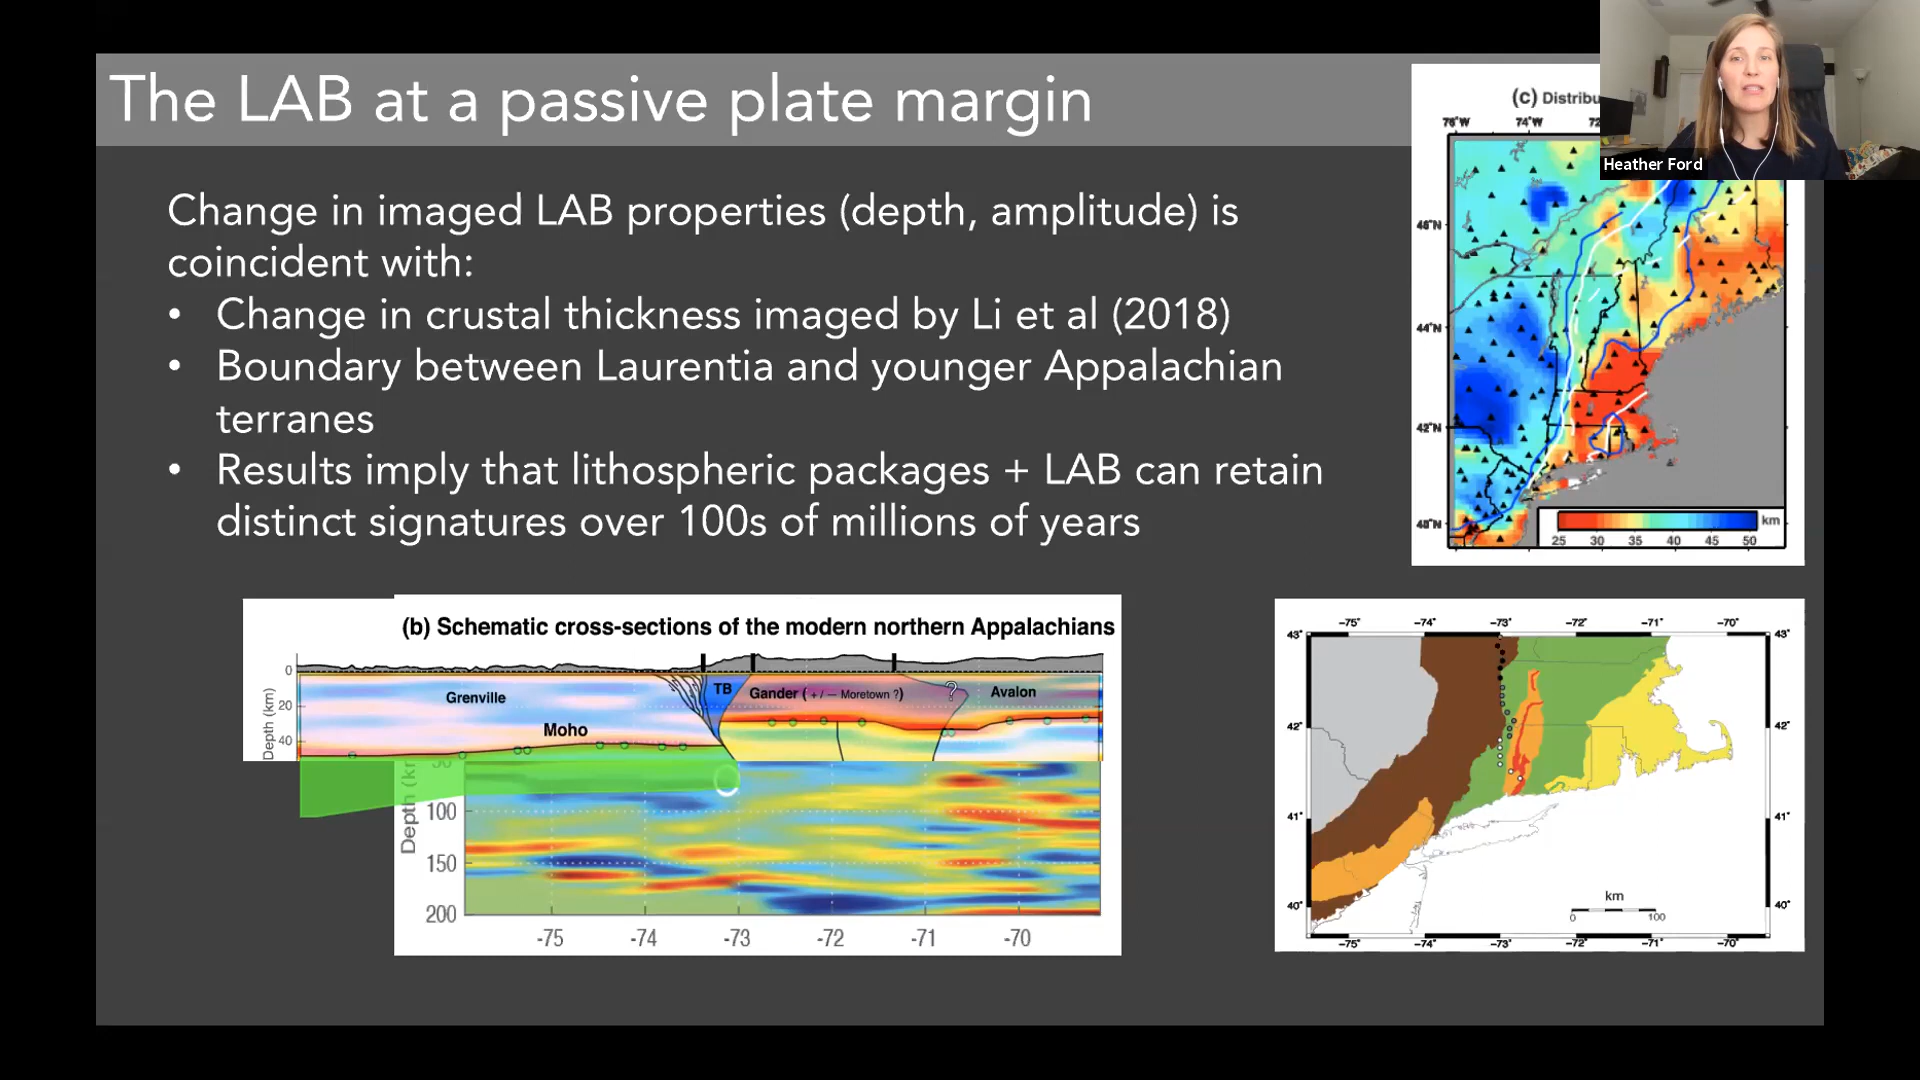 The LAB at a passive plate margin
Heather Ford
Change in imaged LAB properties (depth, amplitude) is
coincident with:
• Change in crustal thickness imaged by Li et al (2018)
• Boundary between Laurentia and younger Appalachian
terranes
• Results imply that lithospheric packages + LAB can retain
distinct signatures over 100s of millions of years
(c) Distribu
76°W 74°W 72
46°N
44°N
42°N
40°N
km
25 30 35 40 45 50
(b) Schematic cross-sections of the modern northern Appalachians
Depth (km)
0
20
40
Grenville
Moho
TB
Gander ( + / − Moretown ?)
?
Avalon
Depth (k
50
100
150
200
-75 -74 -73 -72 -71 -70
−75° −74° −73° −72° −71° −70°
43° 43°
42° 42°
41° 41°
40° 40°
km
0 100
−75° −74° −73° −72° −71° −70°